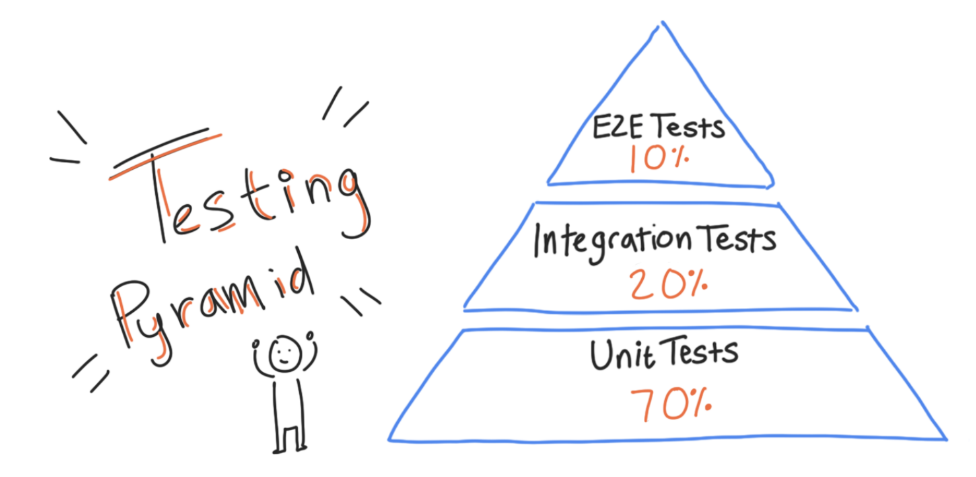 Testing
Pyramid
E2E Tests
10%
Integration Tests
20%
Unit Tests
70%